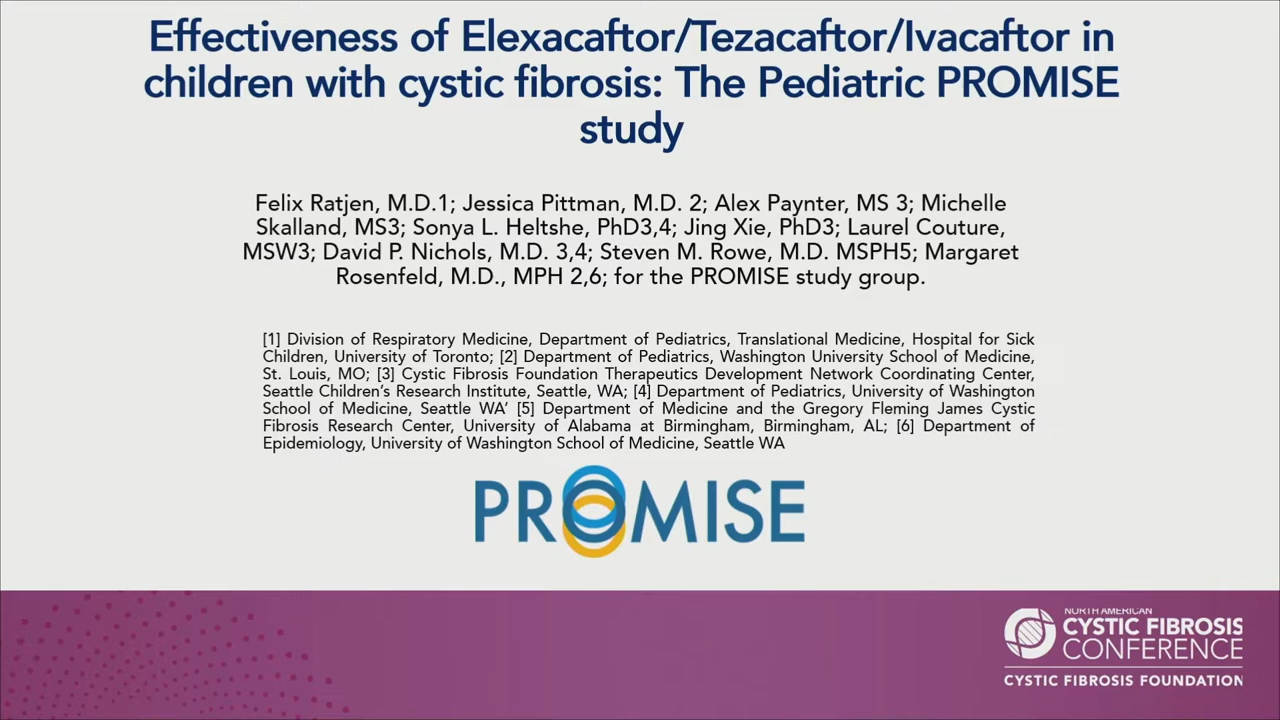 Effectiveness of Elexacaftor/Tezacaftor/Ivacaftor in
children with cystic fibrosis: The Pediatric PROMISE
study
Felix Ratjen, M.D.1; Jessica Pittman, M.D. 2; Alex Paynter, MS 3; Michelle
Skalland, MS3; Sonya L. Heltshe, PhD3,4; Jing Xie, PhD3; Laurel Couture,
MSW3; David P. Nichols, M.D. 3,4; Steven M. Rowe, M.D. MSPH5; Margaret
Rosenfeld, M.D., MPH 2,6; for the PROMISE study group.
[1] Division of Respiratory Medicine, Department of Pediatrics, Translational Medicine, Hospital for Sick
Children, University of Toronto; [2] Department of Pediatrics, Washington University School of Medicine,
St. Louis, MO; [3] Cystic Fibrosis Foundation Therapeutics Development Network Coordinating Center,
Seattle Children’s Research Institute, Seattle, WA; [4] Department of Pediatrics, University of Washington
School of Medicine, Seattle WA’ [5] Department of Medicine and the Gregory Fleming James Cystic
Fibrosis Research Center, University of Alabama at Birmingham, Birmingham, AL; [6] Department of
Epidemiology, University of Washington School of Medicine, Seattle WA
PROMISE
NORTH AMERICAN
CYSTIC FIBROSIS
CONFERENCE
CYSTIC FIBROSIS FOUNDATION